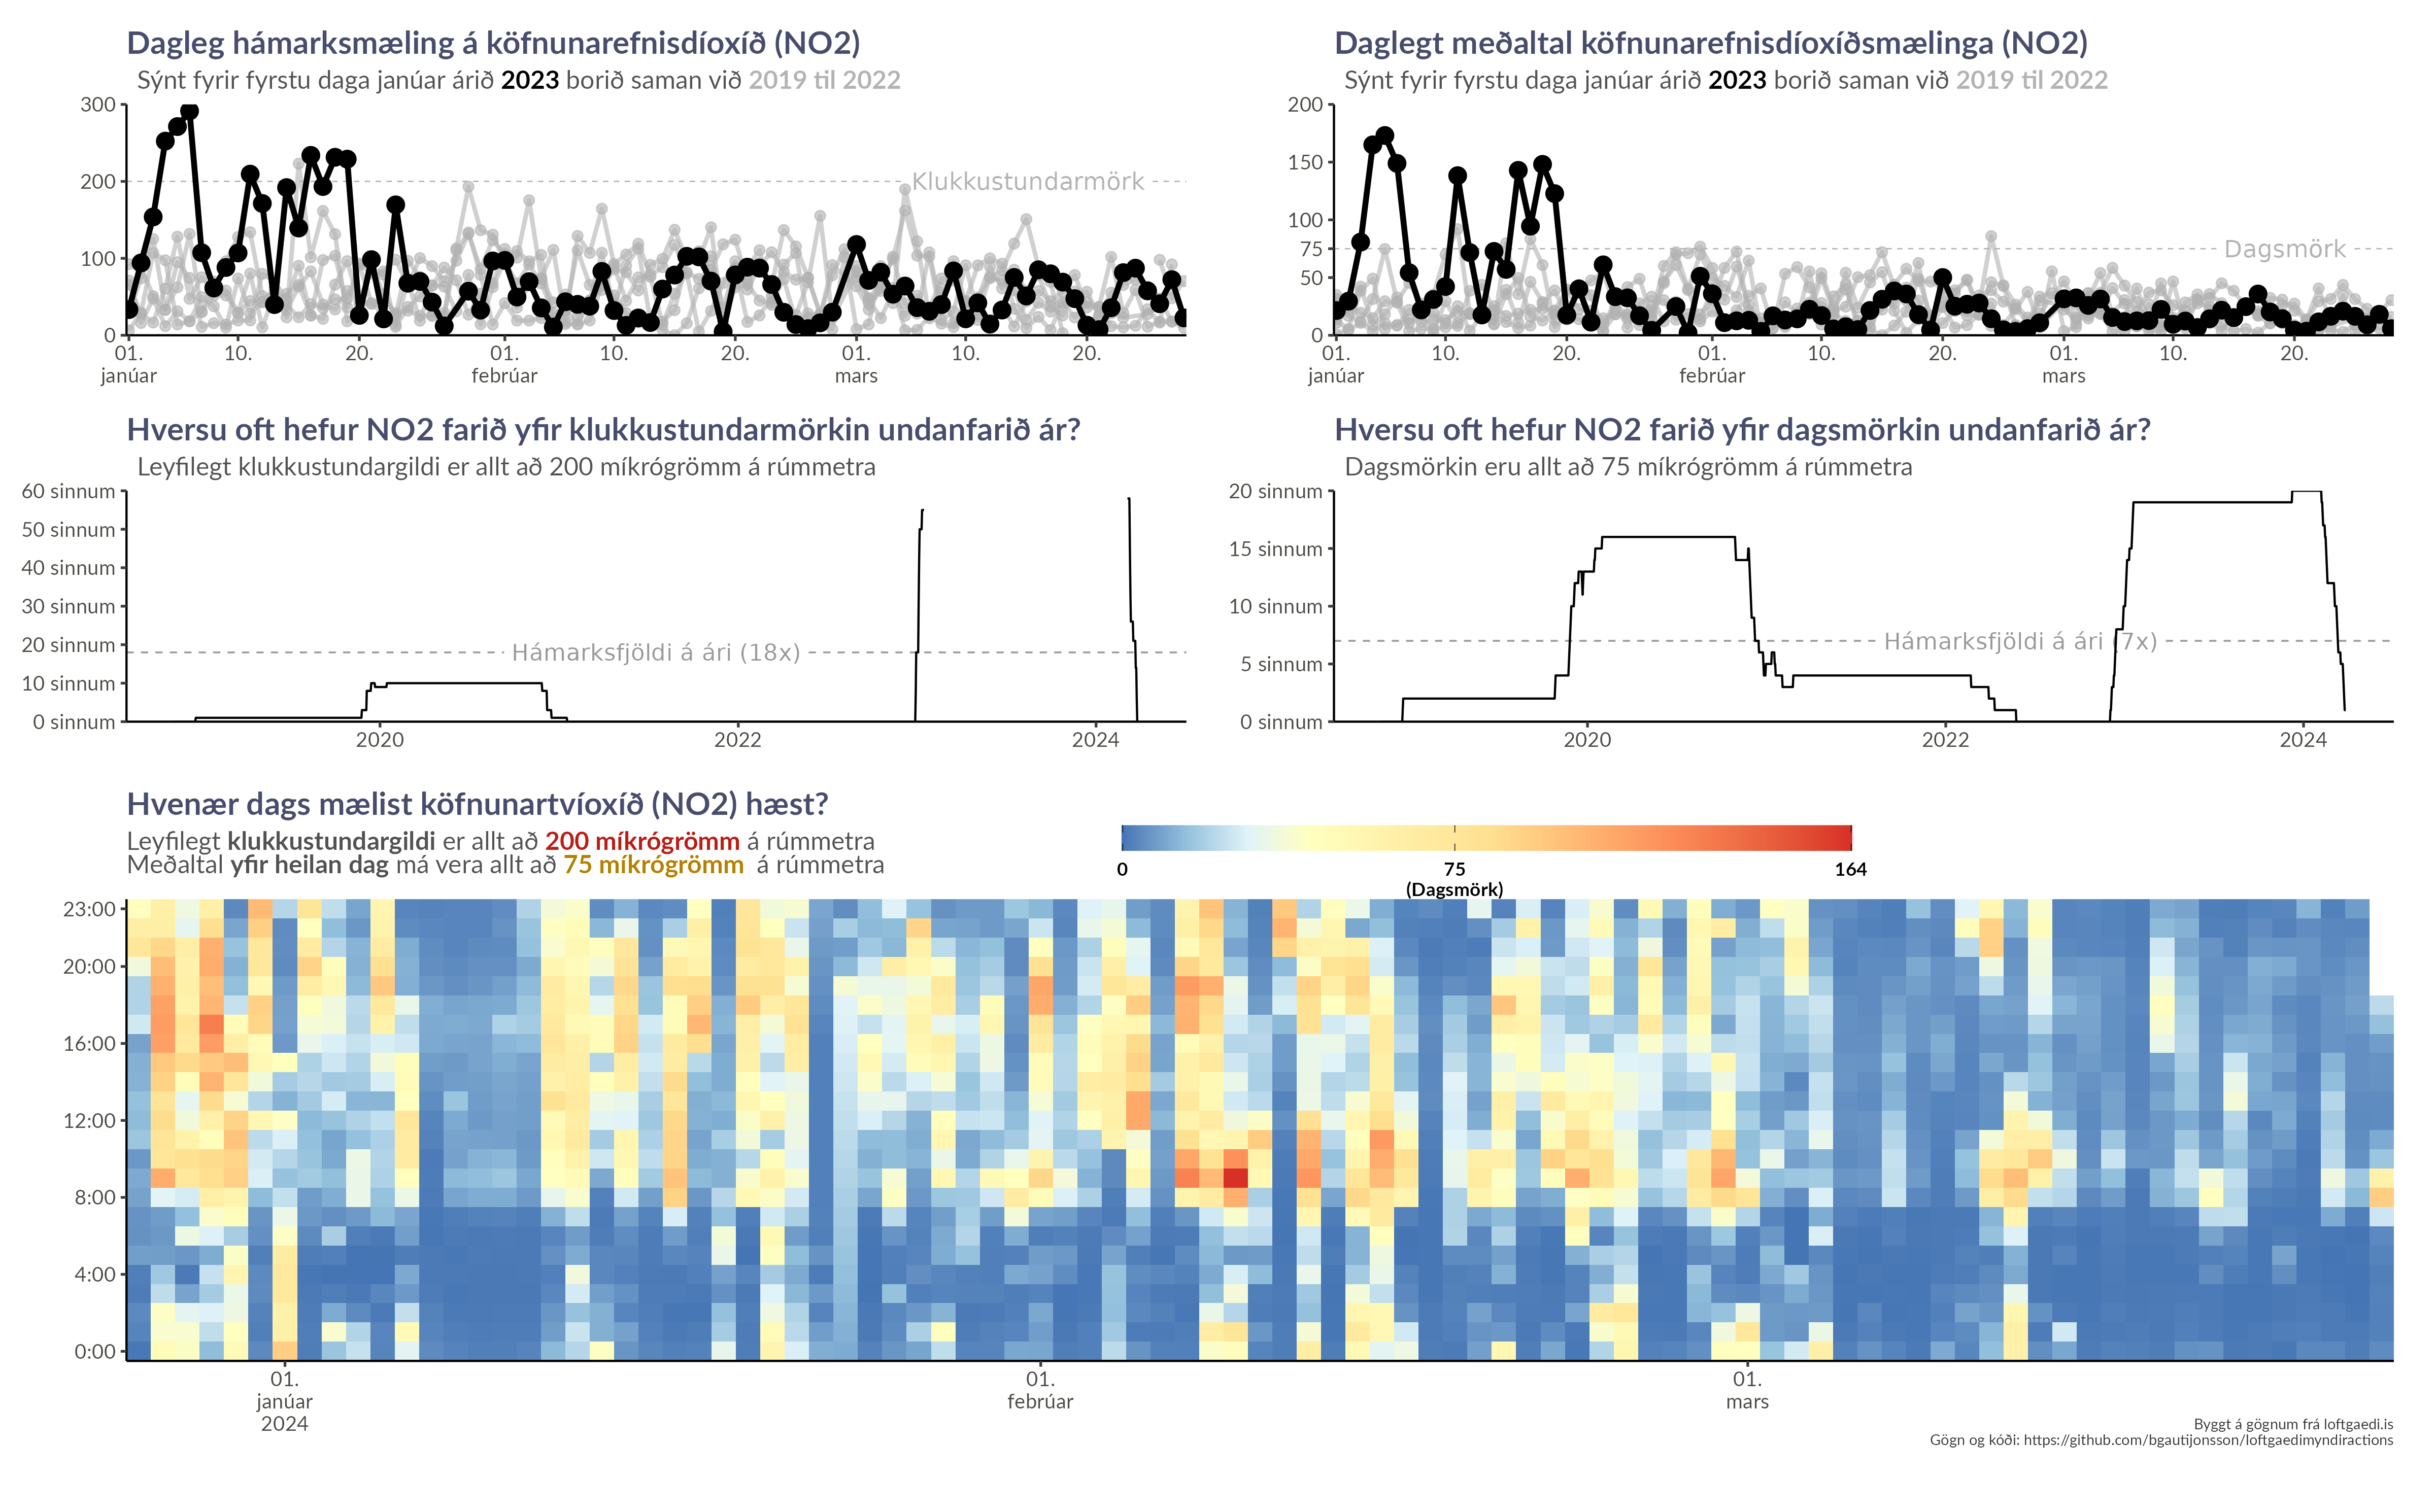 Dagleg hámarksmæling á köfnunarefnisdíoxíð (NO2)
Sýnt fyrir fyrstu daga janúar árið 2023 borið saman við 2019 til 2022
300
200
100
0
Klukkustundarmörk
01. 10. 20. 01. 10. 20. 01. 10. 20.
janúar febrúar mars
Daglegt meðaltal köfnunarefnisdíoxíðsmælinga (NO2)
Sýnt fyrir fyrstu daga janúar árið 2023 borið saman við 2019 til 2022
200
150
100
75
50
0
Dagsmörk
01. 10. 20. 01. 10. 20. 01. 10. 20.
janúar febrúar mars
Hversu oft hefur NO2 farið yfir klukkustundarmörkin undanfarið ár?
Leyfilegt klukkustundargildi er allt að 200 míkrógrömm á rúmmetra
60 sinnum
50 sinnum
40 sinnum
30 sinnum
20 sinnum
10 sinnum
0 sinnum
Hámarksfjöldi á ári (18x)
2020 2022 2024
Hversu oft hefur NO2 farið yfir dagsmörkin undanfarið ár?
Dagsmörkin eru allt að 75 míkrógrömm á rúmmetra
20 sinnum
15 sinnum
10 sinnum
5 sinnum
0 sinnum
Hámarksfjöldi á ári (7x)
2020 2022 2024
Hvenær dags mælist köfnunartvíoxíð (NO2) hæst?
Leyfilegt klukkustundargildi er allt að 200 míkrógrömm á rúmmetra
Meðaltal yfir heilan dag má vera allt að 75 míkrógrömm á rúmmetra
0 75 164
(Dagsmörk)
23:00
20:00
16:00
12:00
8:00
4:00
0:00
01. 01. 01.
janúar febrúar mars
2024
Byggt á gögnum frá loftgaedi.is
Gögn og kóði: https://github.com/bgautijonsson/loftgaedimyndiractions